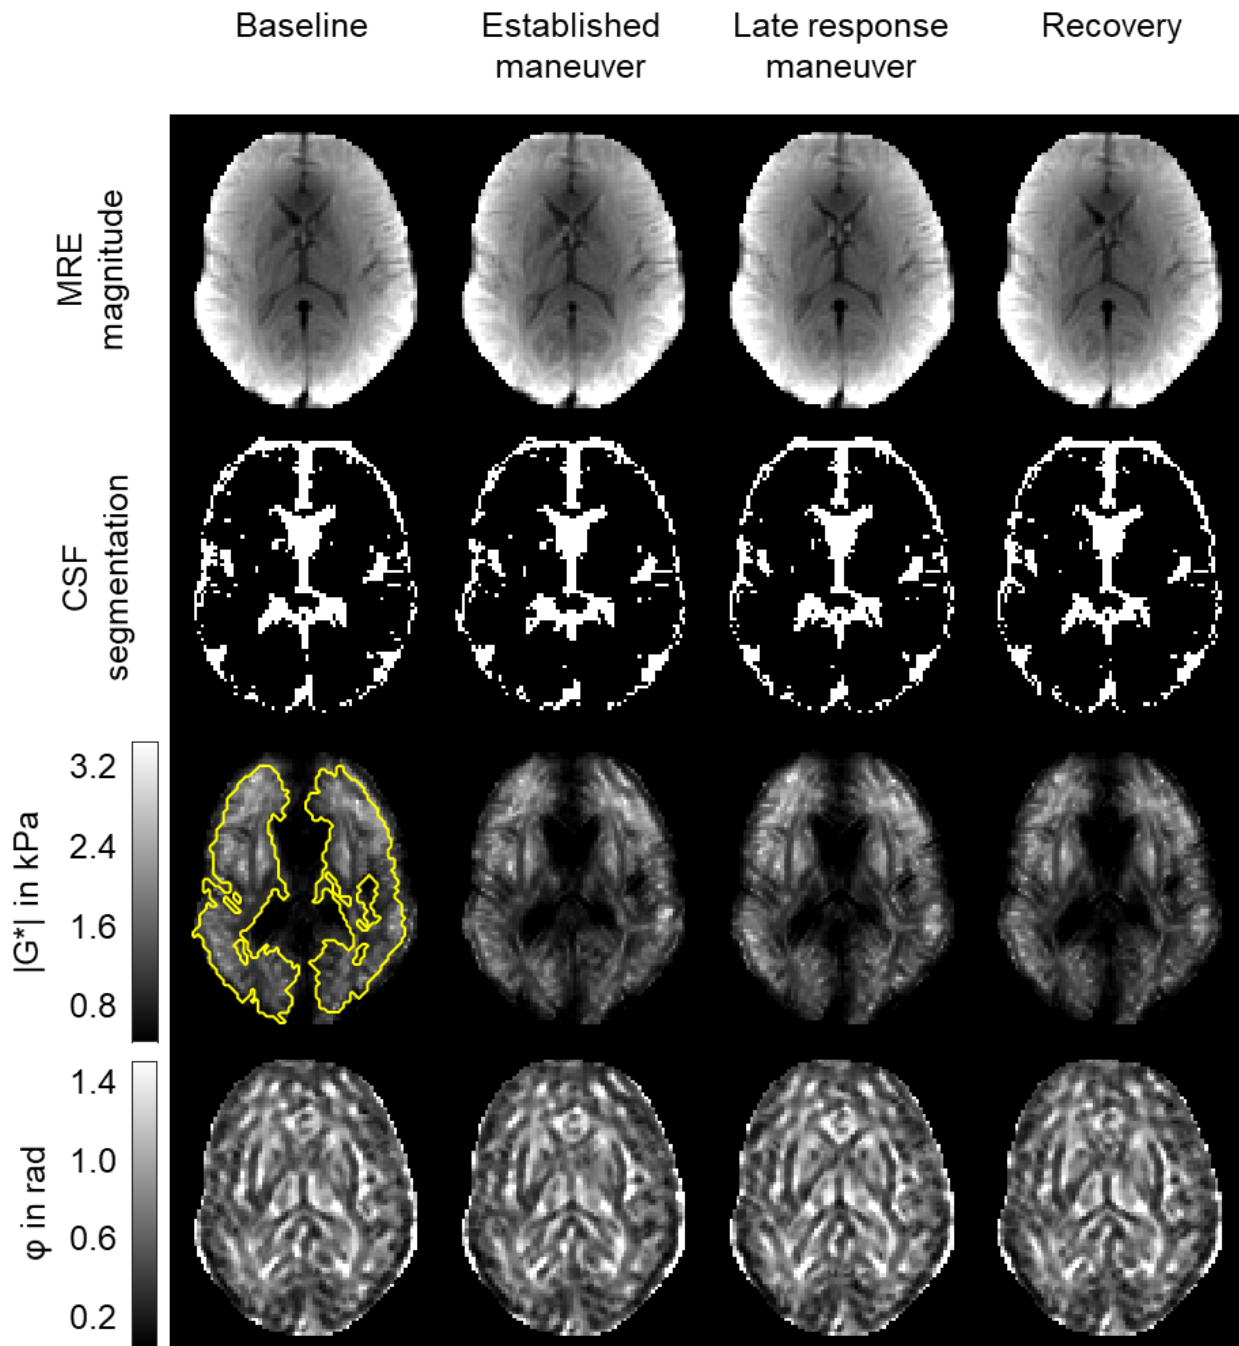 Baseline
Established
maneuver
Late response
maneuver
Recovery
MRE
magnitude
CSF
segmentation
|G*| in kPa
3.2
2.4
1.6
0.8
φ in rad
1.4
1.0
0.6
0.2